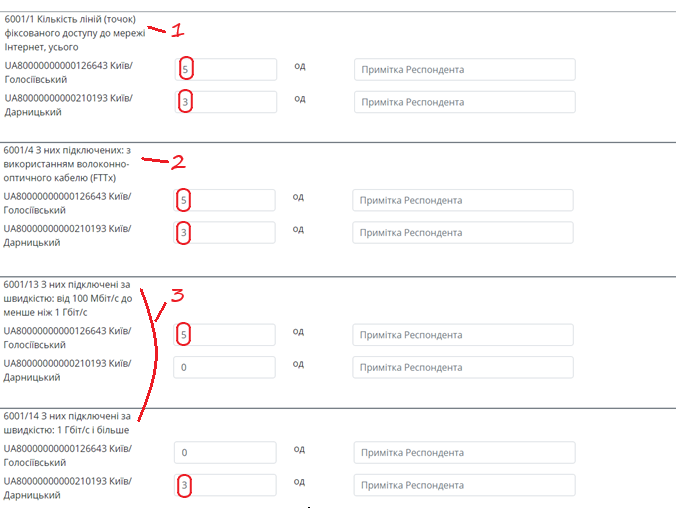 6001/1 Кількість ліній (точок)
фіксованого доступу до мережі
Інтернет, усього
1
UA80000000000126643 Київ/
Голосіївський
5
од
Примітка Респондента
UA80000000000210193 Київ/
Дарницький
3
од
Примітка Респондента
6001/4 З них підключених: з
використанням волоконно-
оптичного кабелю (FTTx)
2
UA80000000000126643 Київ/
Голосіївський
5
од
Примітка Респондента
UA80000000000210193 Київ/
Дарницький
3
од
Примітка Респондента
6001/13 З них підключені за
швидкістю: від 100 Мбіт/с до
менше ніж 1 Гбіт/с
3
UA80000000000126643 Київ/
Голосіївський
5
од
Примітка Респондента
UA80000000000210193 Київ/
Дарницький
0
од
Примітка Респондента
6001/14 З них підключені за
швидкістю: 1 Гбіт/с і більше
UA80000000000126643 Київ/
Голосіївський
0
од
Примітка Респондента
UA80000000000210193 Київ/
Дарницький
3
од
Примітка Респондента